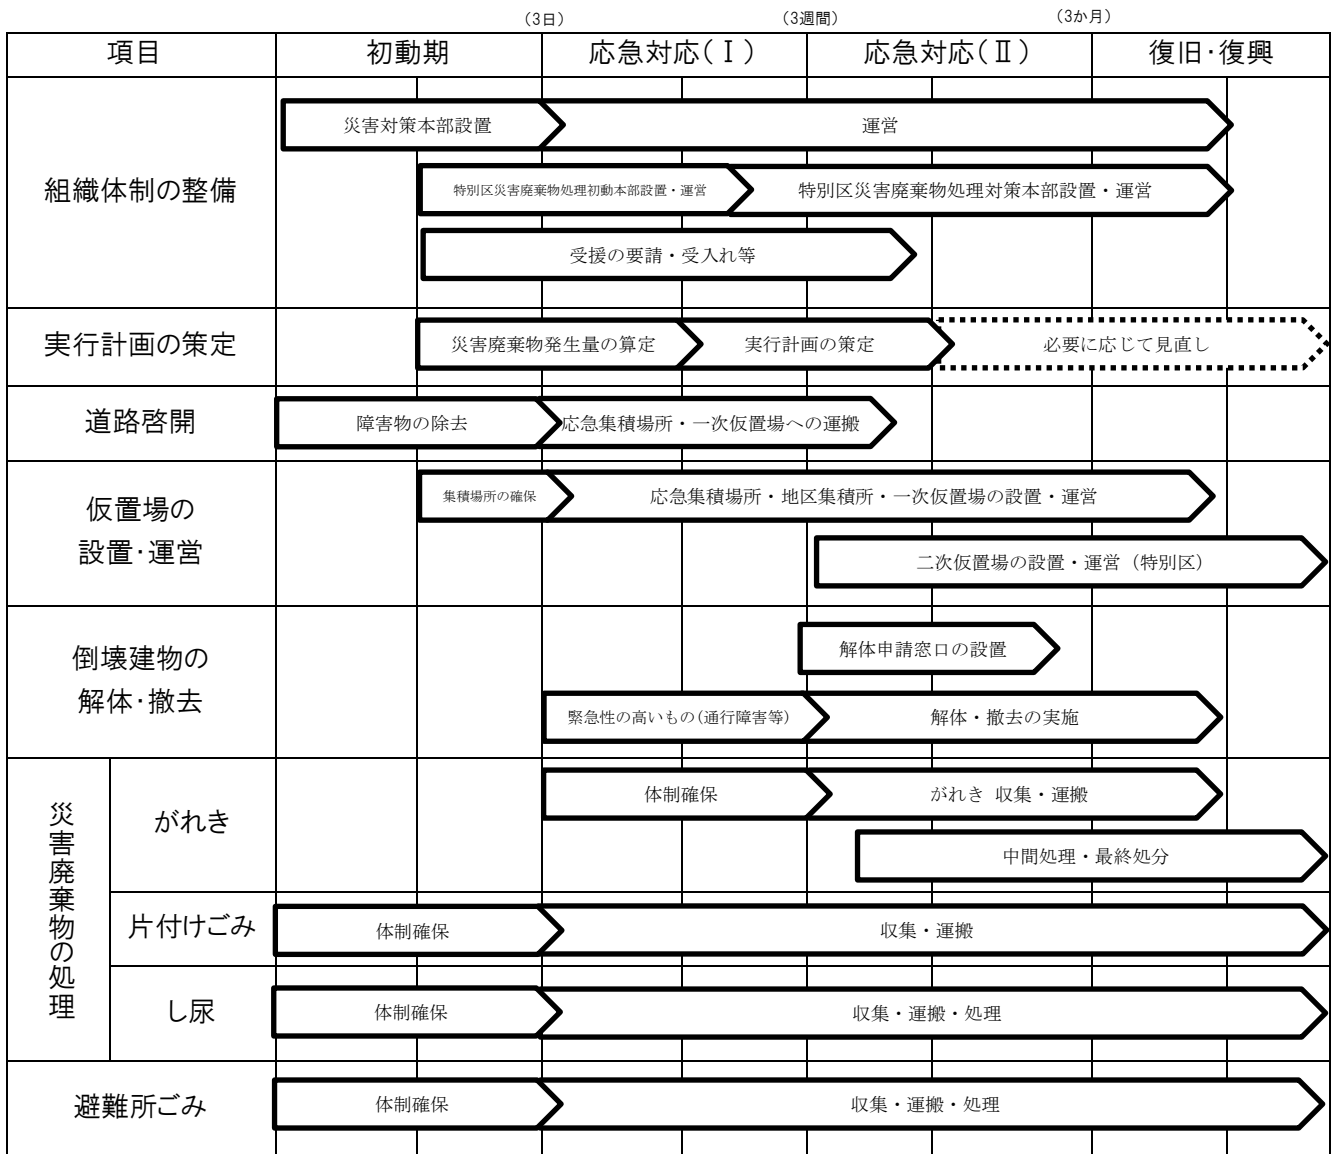 （3日）
（3週間）
（3か月）
項目
初動期
応急対応（Ⅰ）
応急対応（Ⅱ）
復旧・復興
組織体制の整備
災害対策本部設置
運営
特別区災害廃棄物処理初動本部設置・運営
特別区災害廃棄物処理対策本部設置・運営
受援の要請・受入れ等
実行計画の策定
災害廃棄物発生量の算定
実行計画の策定
必要に応じて見直し
道路啓開
障害物の除去
応急集積場所・一次仮置場への運搬
仮置場の
設置・運営
集積場所の確保
応急集積場所・地区集積所・一次仮置場の設置・運営
二次仮置場の設置・運営（特別区）
倒壊建物の
解体・撤去
解体申請窓口の設置
緊急性の高いもの（通行障害等）
解体・撤去の実施
災害廃棄物の処理
がれき
体制確保
がれき 収集・運搬
中間処理・最終処分
片付けごみ
体制確保
収集・運搬
し尿
体制確保
収集・運搬・処理
避難所ごみ
体制確保
収集・運搬・処理